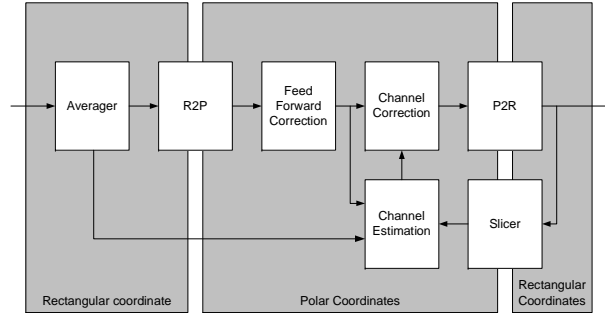 Averager
R2P
Feed
Forward
Correction
Channel
Correction
P2R
Channel
Estimation
Slicer
Rectangular coordinate
Polar Coordinates
Rectangular
Coordinates